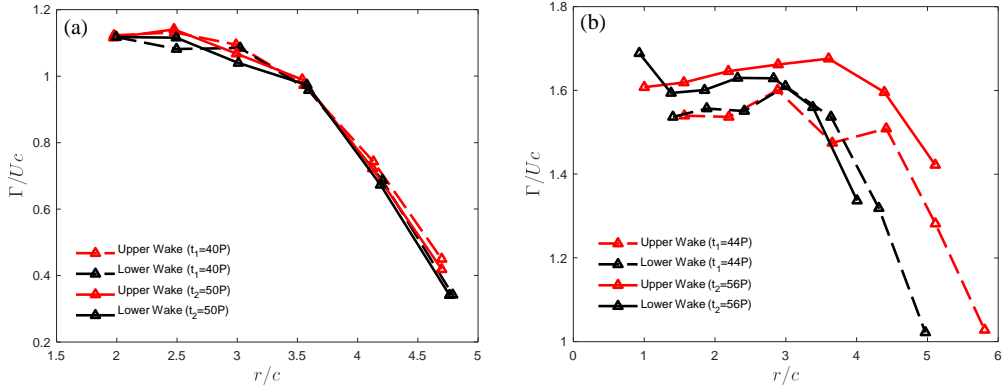 (a)
1.2
1
0.8
0.6
0.4
0.2
Γ/Uc
Upper Wake (t₁=40P)
Lower Wake (t₁=40P)
Upper Wake (t₂=50P)
Lower Wake (t₂=50P)
1.5 2 2.5 3 3.5 4 4.5 5
r/c
(b)
1.8
1.6
1.4
1.2
1
Γ/Uc
Upper Wake (t₁=44P)
Lower Wake (t₁=44P)
Upper Wake (t₂=56P)
Lower Wake (t₂=56P)
0 1 2 3 4 5 6
r/c